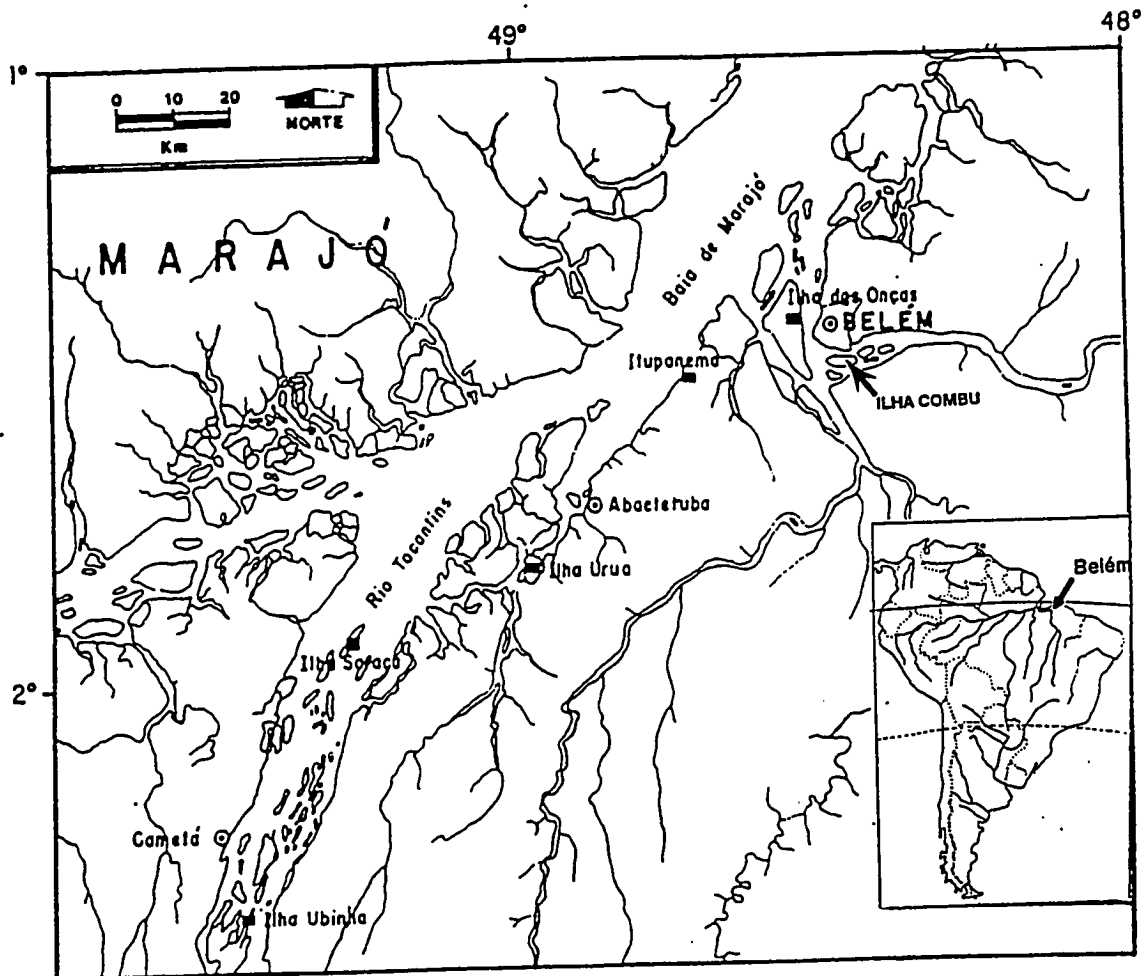 49°
48°
1°
0 10 20
Km
NORTE
MARAJÓ
Baia de Marajó
Ilha das Onças
BELÉM
Itupanema
ILHA COMBU
Abaetetuba
Rio Tocantins
Ilha Urua
Belém
Ilha Sofaca
2°
Cametá
Ilha Ubinha